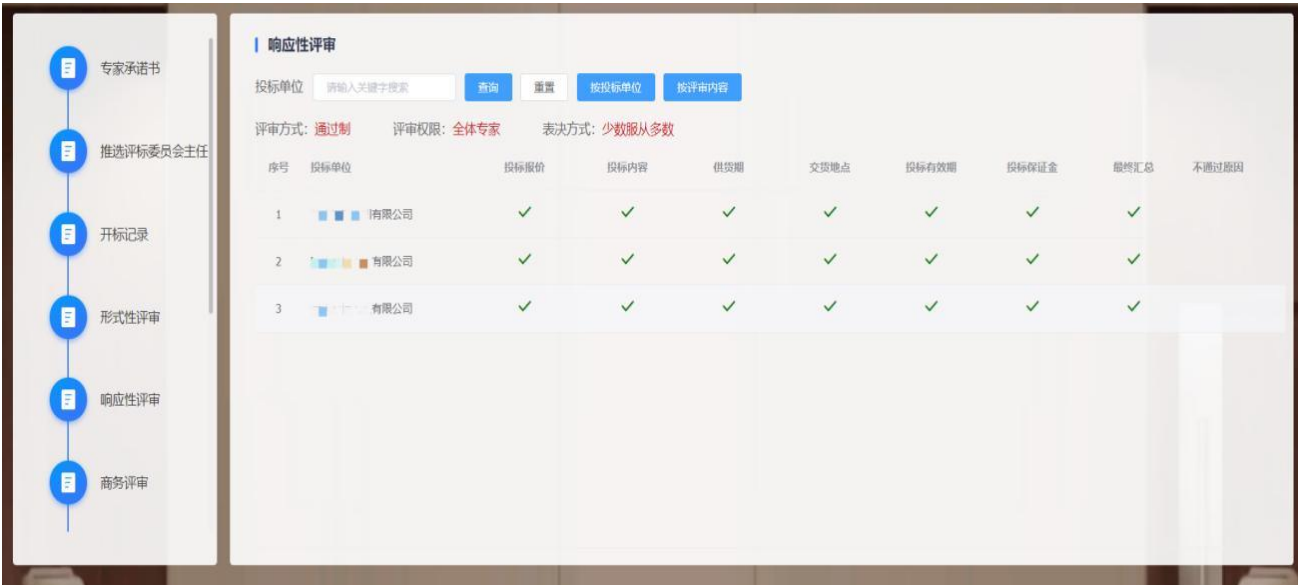 专家承诺书
推选评标委员会主任
开标记录
形式性评审
响应性评审
商务评审
响应性评审
投标单位 请输入关键字搜索 查询 重置 按投标单位 按评审内容
评审方式：通过制 评审权限：全体专家 表决方式：少数服从多数
序号 投标单位 投标报价 投标内容 供货期 交货地点 投标有效期 投标保证金 最终汇总 不通过原因
1 有限公司 ✓ ✓ ✓ ✓ ✓ ✓ ✓
2 有限公司 ✓ ✓ ✓ ✓ ✓ ✓ ✓
3 有限公司 ✓ ✓ ✓ ✓ ✓ ✓ ✓